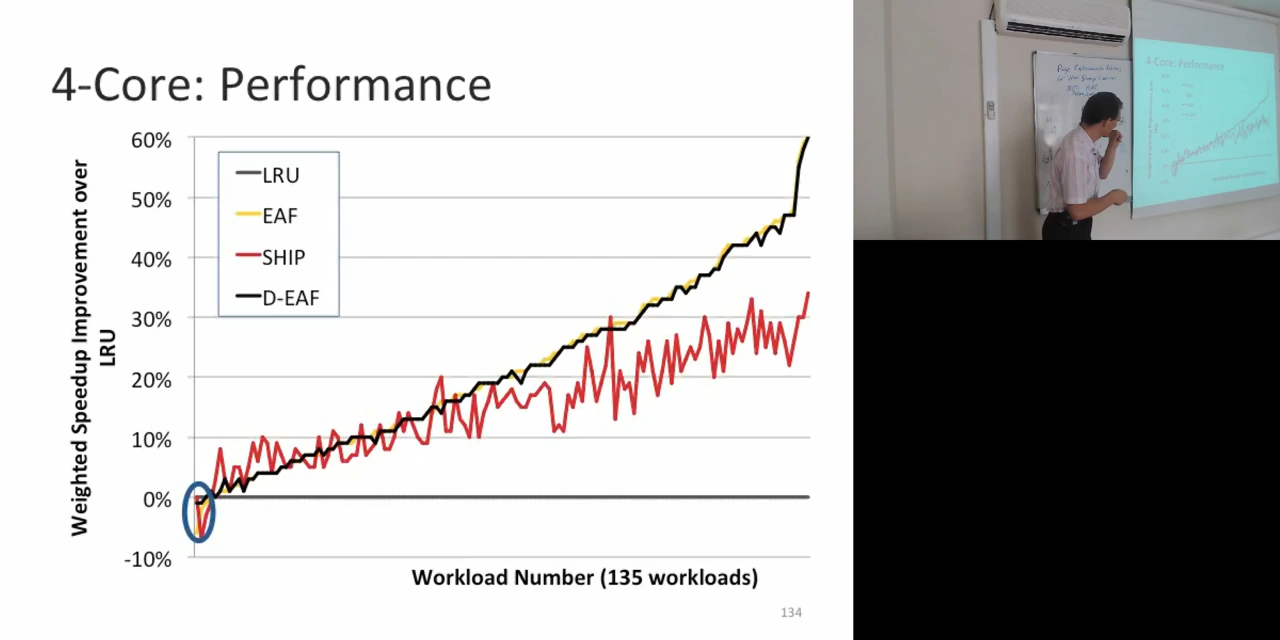 4-Core: Performance
60%
50%
40%
30%
20%
10%
0%
-10%
LRU
EAF
SHIP
D-EAF
Weighted Speedup Improvement over
LRU
Workload Number (135 workloads)
134
4-Core: Performance